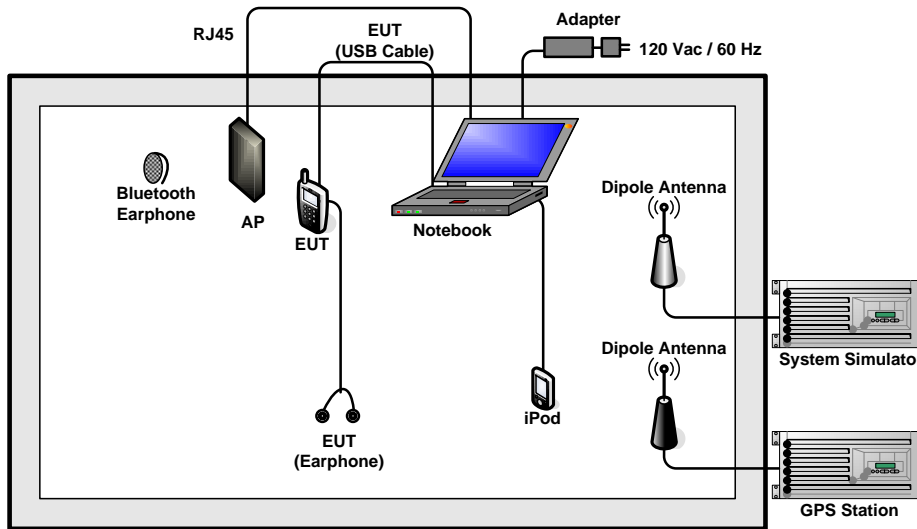 RJ45
EUT
(USB Cable)
Adapter
120 Vac / 60 Hz
Bluetooth
Earphone
AP
EUT
Notebook
Dipole Antenna
System Simulato
Dipole Antenna
iPod
EUT
(Earphone)
GPS Station